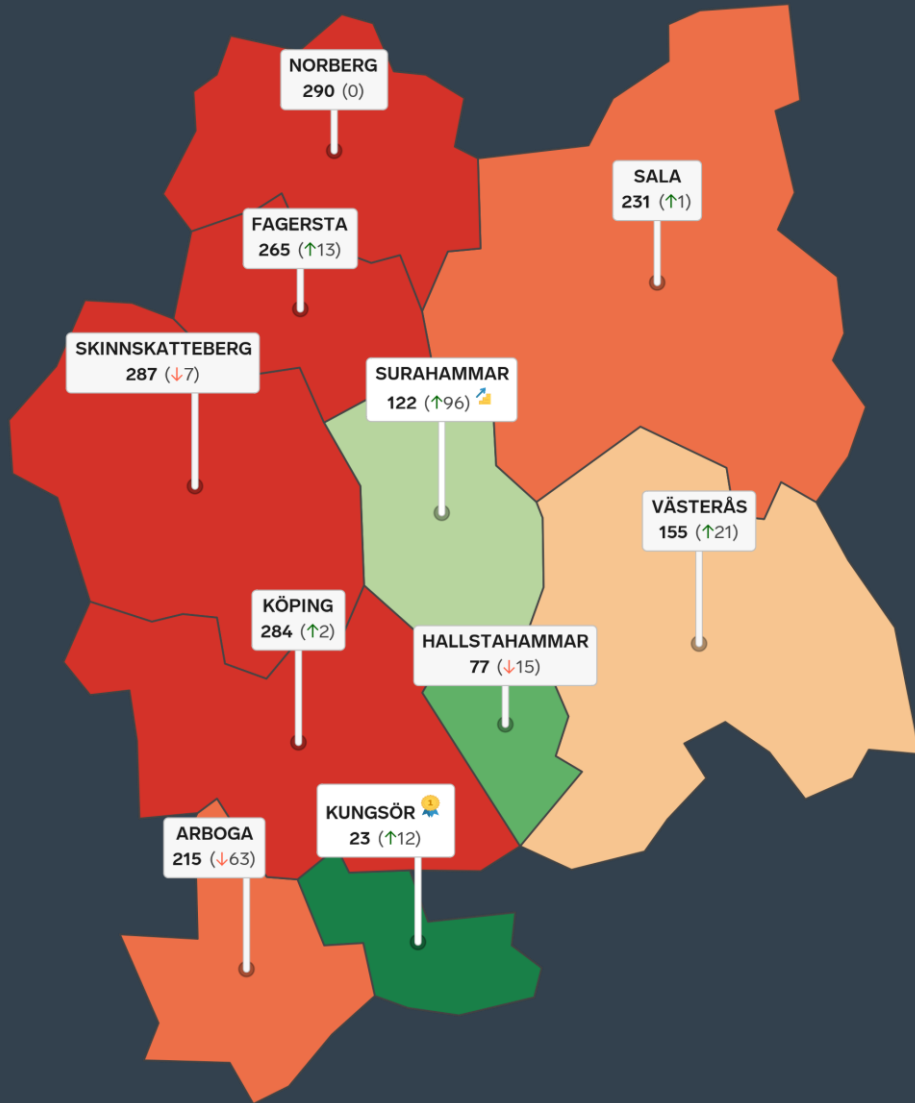 NORBERG
290 (0)
SALA
231 (↑1)
FAGERSTA
265 (↑13)
SKINNSKATTEBERG
287 (↓7)
SURAHAMMAR
122 (↑96)
VÄSTERÅS
155 (↑21)
KÖPING
284 (↑2)
HALLSTAHAMMAR
77 (↓15)
KUNGSÖR 1
23 (↑12)
ARBOGA
215 (↓63)